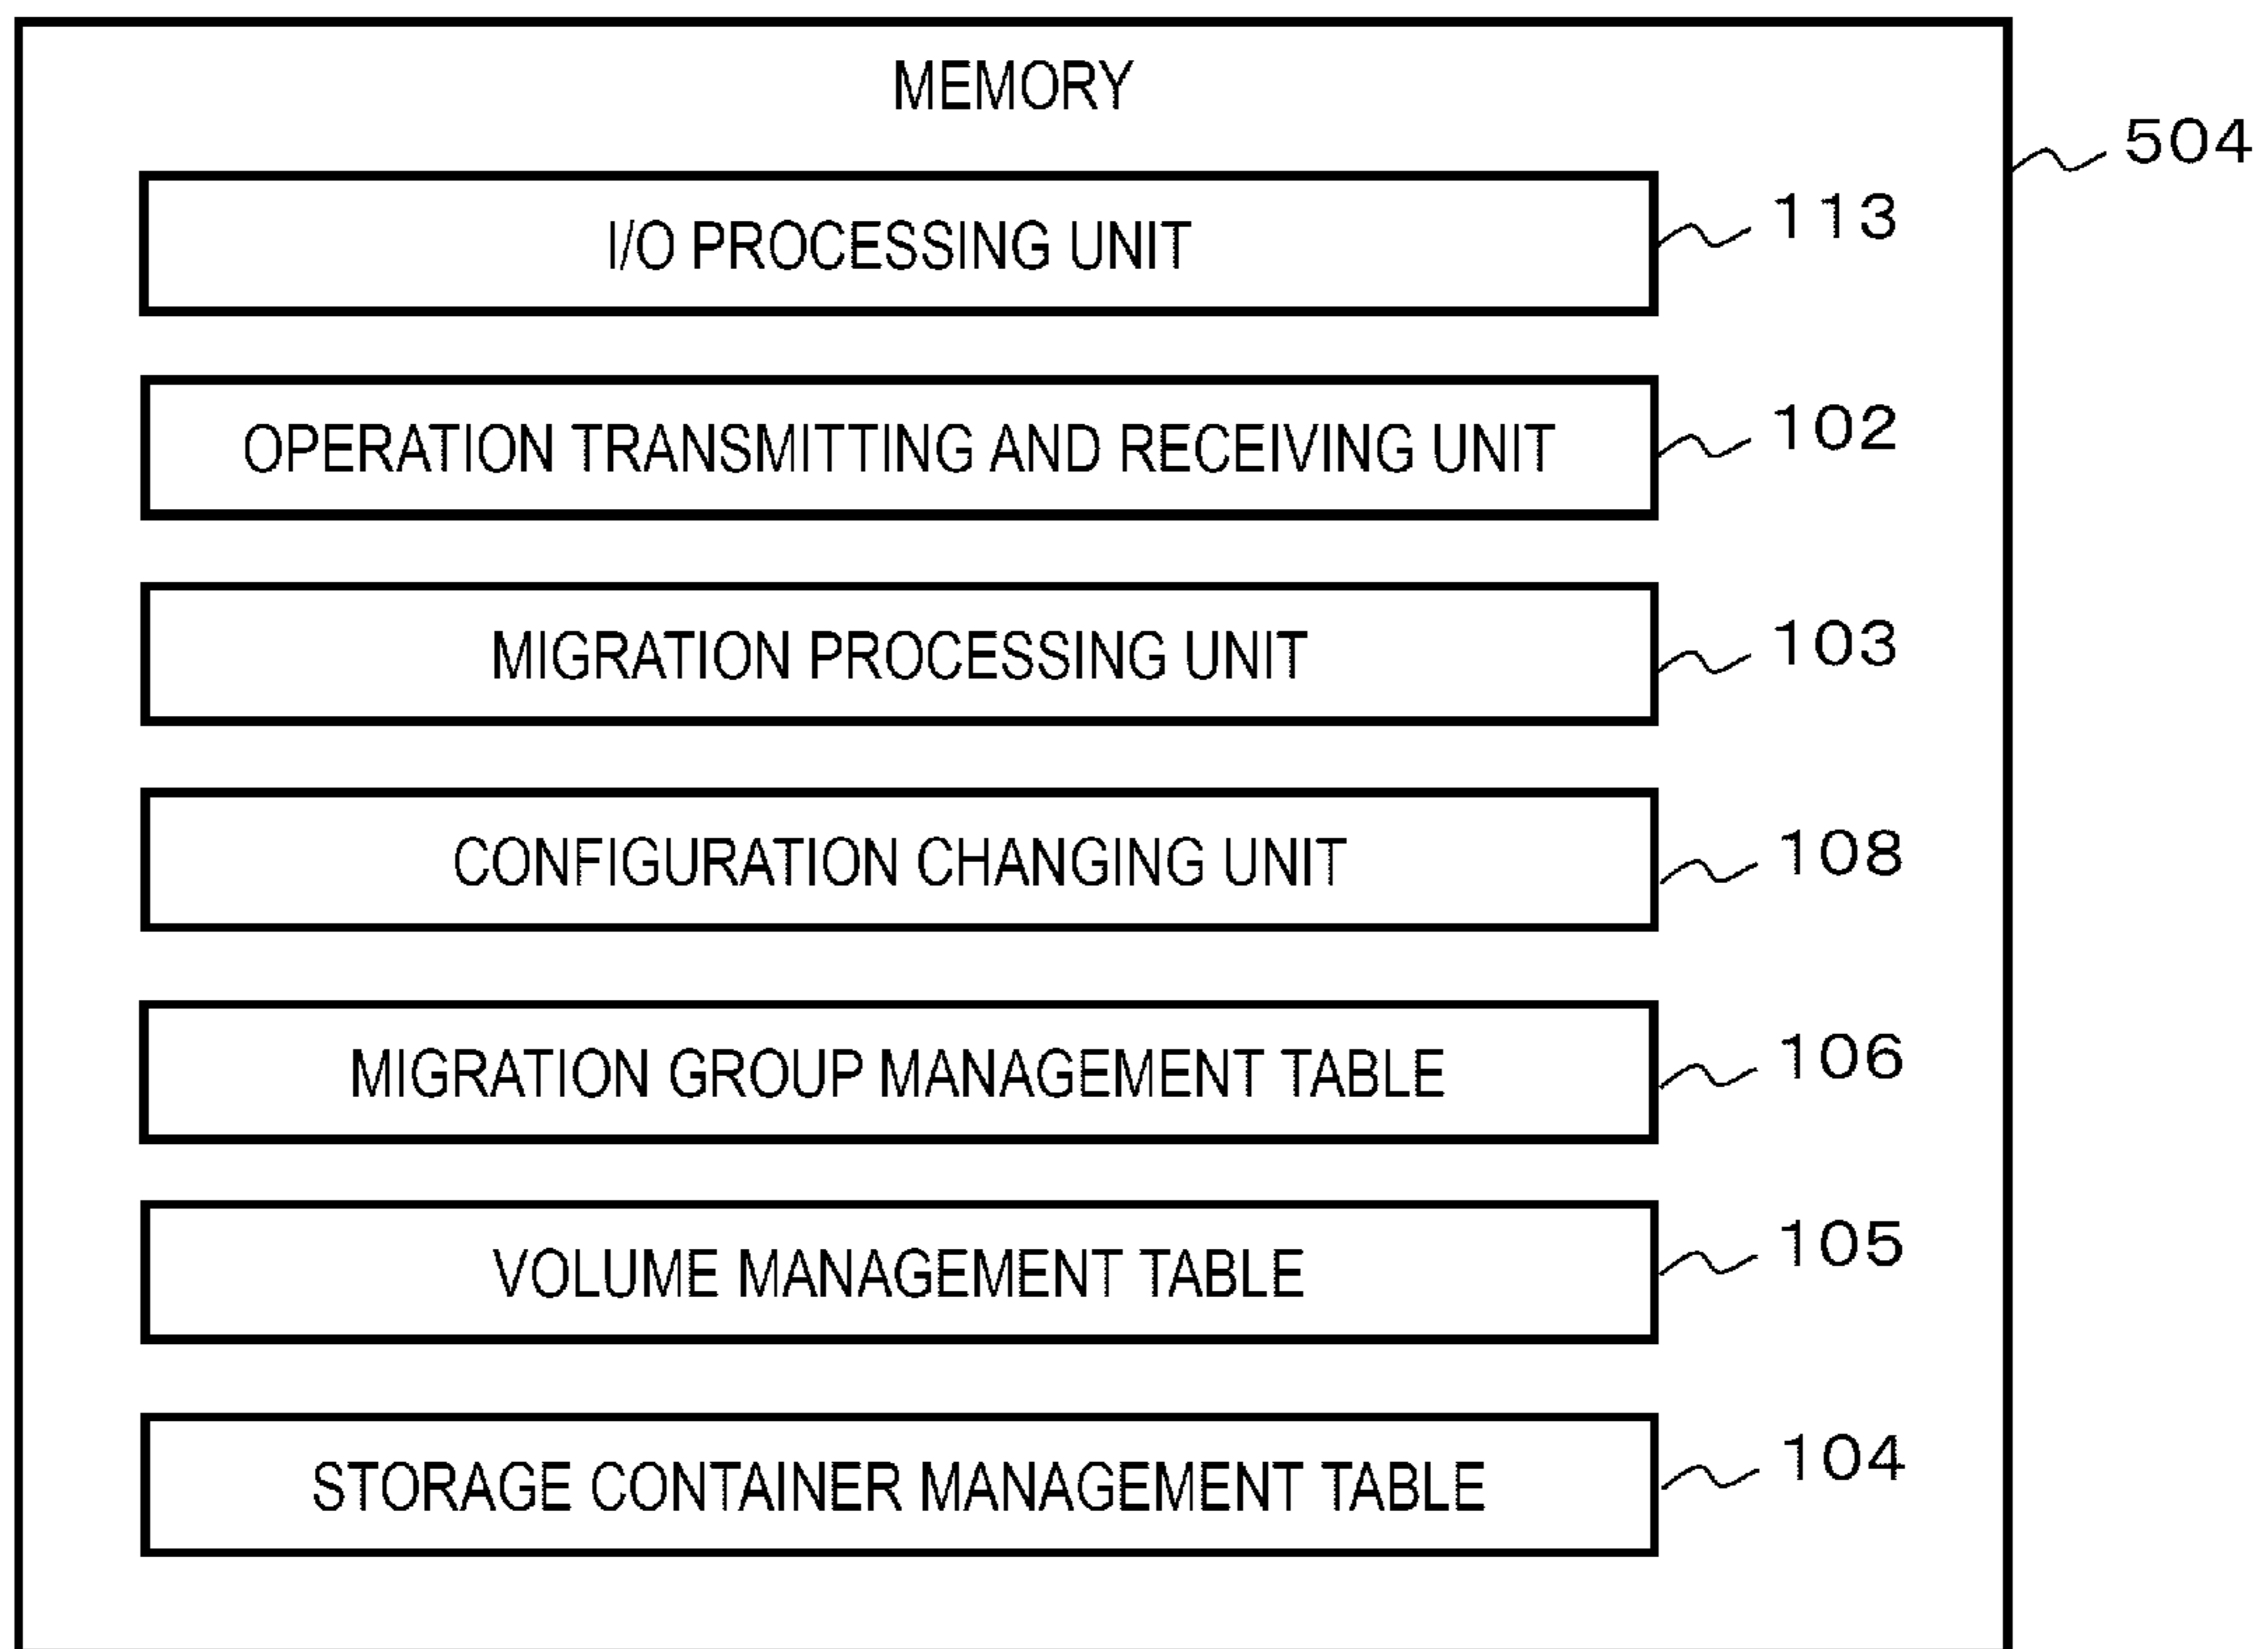 MEMORY
504
I/O PROCESSING UNIT
113
OPERATION TRANSMITTING AND RECEIVING UNIT
102
MIGRATION PROCESSING UNIT
103
CONFIGURATION CHANGING UNIT
108
MIGRATION GROUP MANAGEMENT TABLE
106
VOLUME MANAGEMENT TABLE
105
STORAGE CONTAINER MANAGEMENT TABLE
104